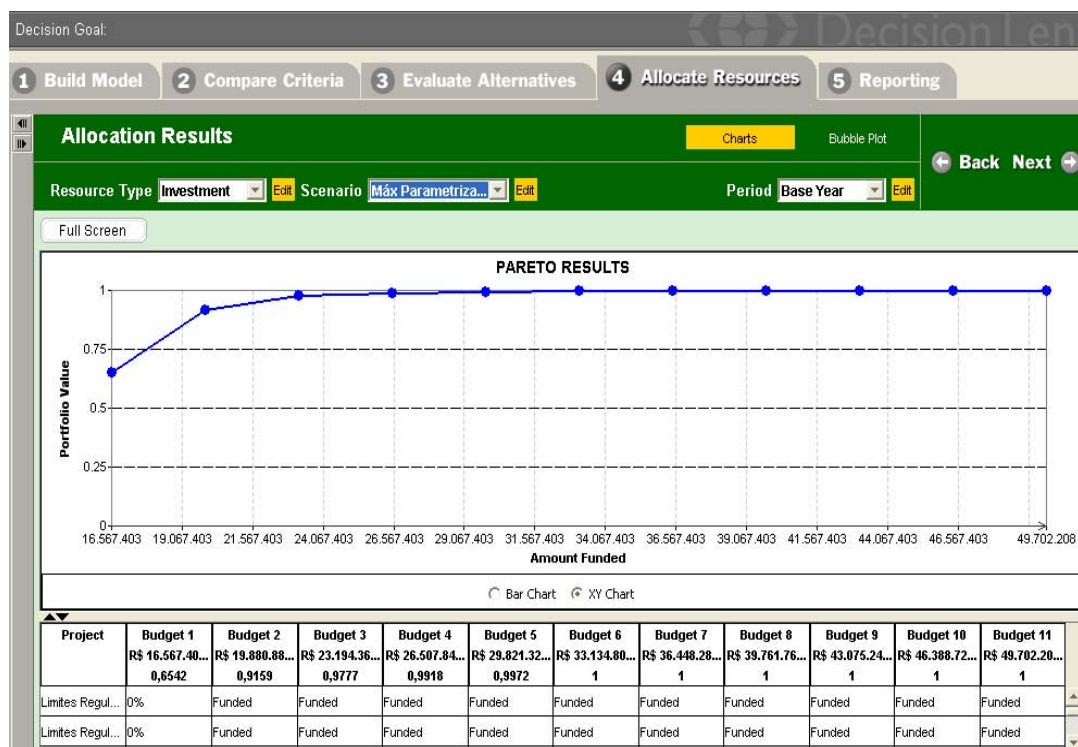 Decision Goal:
Decision Len
1 Build Model 2 Compare Criteria 3 Evaluate Alternatives 4 Allocate Resources 5 Reporting
Allocation Results Charts Bubble Plot
Back Next
Resource Type Investment Edit Scenario Máx Parametriza... Edit Period Base Year Edit
Full Screen
PARETO RESULTS
1
0.75
0.5
0.25
0
Portfolio Value
16.567.403 19.067.403 21.567.403 24.067.403 26.567.403 29.067.403 31.567.403 34.067.403 36.567.403 39.067.403 41.567.403 44.067.403 46.567.403 49.702.208
Amount Funded
Bar Chart XY Chart
Project Budget 1 Budget 2 Budget 3 Budget 4 Budget 5 Budget 6 Budget 7 Budget 8 Budget 9 Budget 10 Budget 11
R$ 16.567.40... R$ 19.880.88... R$ 23.194.36... R$ 26.507.84... R$ 29.821.32... R$ 33.134.80... R$ 36.448.28... R$ 39.761.76... R$ 43.075.24... R$ 46.388.72... R$ 49.702.20...
0,6542 0,9159 0,9777 0,9918 0,9972 1 1 1 1 1 1
Limites Regul... 0% Funded Funded Funded Funded Funded Funded Funded Funded Funded Funded
Limites Regul... 0% Funded Funded Funded Funded Funded Funded Funded Funded Funded Funded